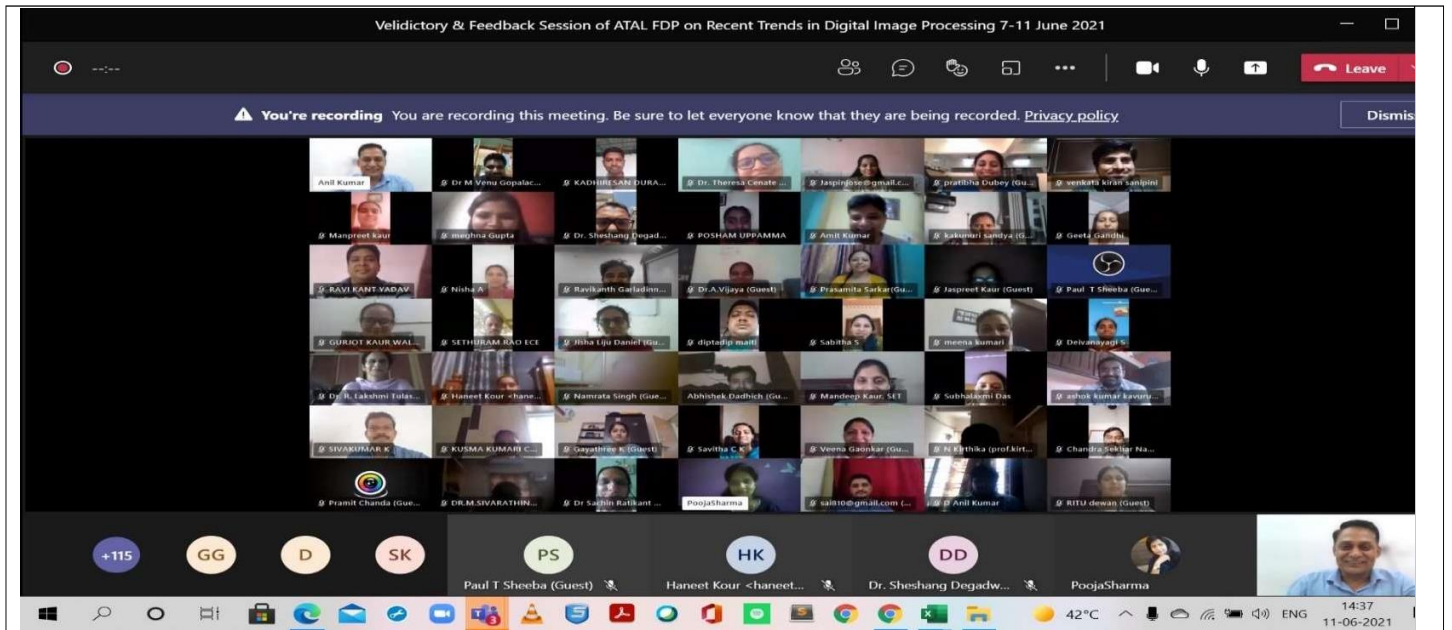 Velidictory & Feedback Session of ATAL FDP on Recent Trends in Digital Image Processing 7-11 June 2021
--:--
Leave
You're recording You are recording this meeting. Be sure to let everyone know that they are being recorded. Privacy policy
Dismis
Anil Kumar
Dr M Venu Gopalac...
KADHIRESAN DURA...
Dr. Theresa Cenate ...
Jaspinjose@gmail.c...
pratibha Dubey (Gu...
venkata kiran sanipini
Manpreet kaur
meghna Gupta
Dr. Sheshang Degad...
POSHAM UPPAMMA
Amit Kumar
kakunuri sandya (G...
Geeta Gandhi
RAVI KANT YADAV
Nisha A
Ravikanth Garladinn...
Dr.A.Vijaya (Guest)
Prasamita Sarkar(Gu...
Jaspreet Kaur (Guest)
Paul T Sheeba (Gue...
GURJOT KAUR WAL...
SETHURAM RAO ECE
Jisha Liju Daniel (Gu...
diptadip maiti
Sabitha S
meena kumari
Deivanayagi S
Dr. R. Lakshmi Tulas...
Haneet Kour <hane...
Namrata Singh (Gue...
Abhishek Dadhich (Gu...
Mandeep Kaur, SET
Subhalaxmi Das
ashok kumar kavuru...
SIVAKUMAR K
KUSMA KUMARI C...
Gayathree K (Guest)
Savitha C K
Veena Gaonkar (Gu...
N Kirthika (prof.kirt...
Chandra Sekhar Na...
Pramit Chanda (Gue...
DR.M.SIVARATHIN...
Dr Sachin Ratikant ...
PoojaSharma
sai810@gmail.com (...
D Anil Kumar
RITU dewan (Guest)
+115
GG
D
SK
PS
HK
DD
Paul T Sheeba (Guest)
Haneet Kour <haneet...
Dr. Sheshang Degadw...
PoojaSharma
42°C
ENG
14:37
11-06-2021